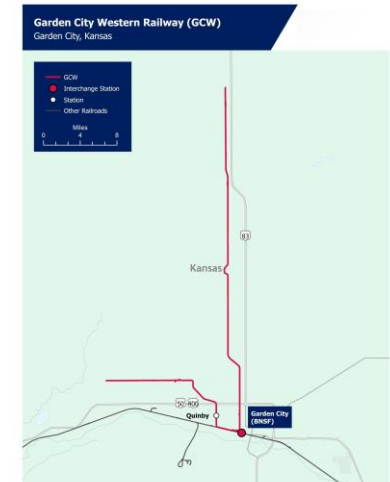 Garden City Western Railway (GCW)
Garden City, Kansas
GCW
Interchange Station
Station
Other Railroads
Miles
0 4 8
83
Kansas
50 400
Quinby
Garden City
(BNSF)